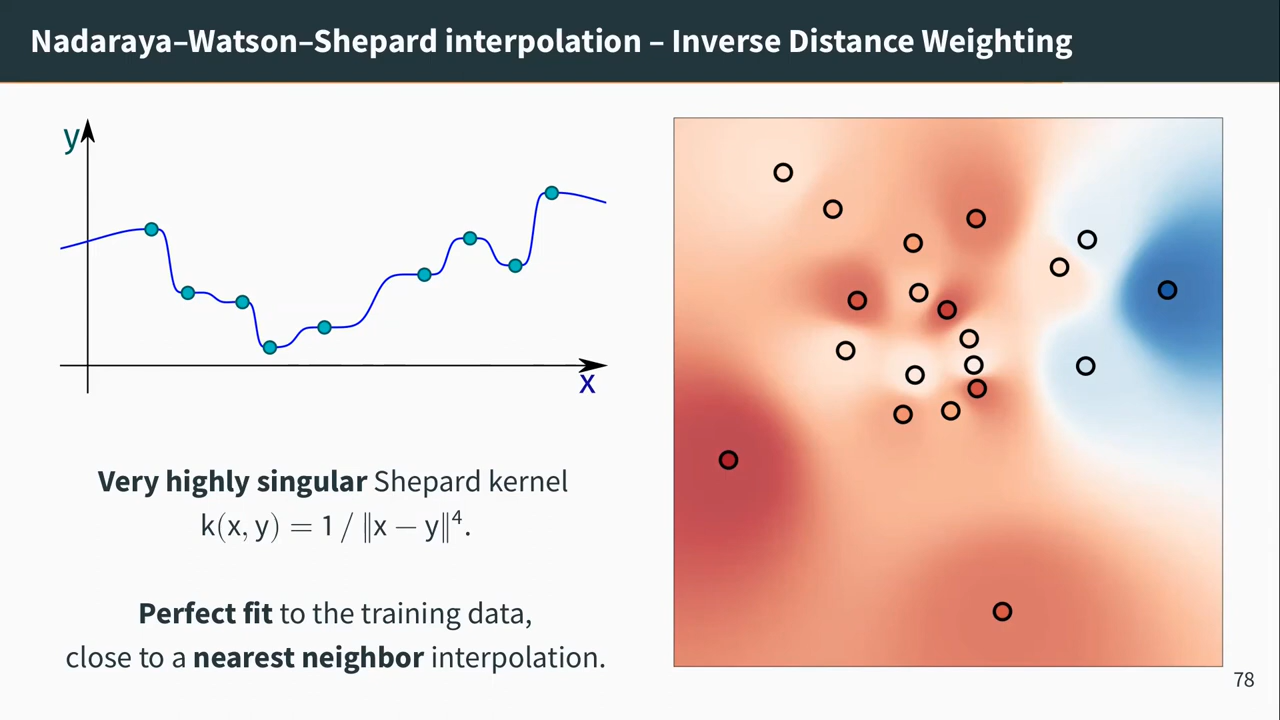 Nadaraya–Watson–Shepard interpolation – Inverse Distance Weighting
y
x
Very highly singular Shepard kernel
k(x, y) = 1 / ‖x − y‖⁴.
Perfect fit to the training data,
close to a nearest neighbor interpolation.
78